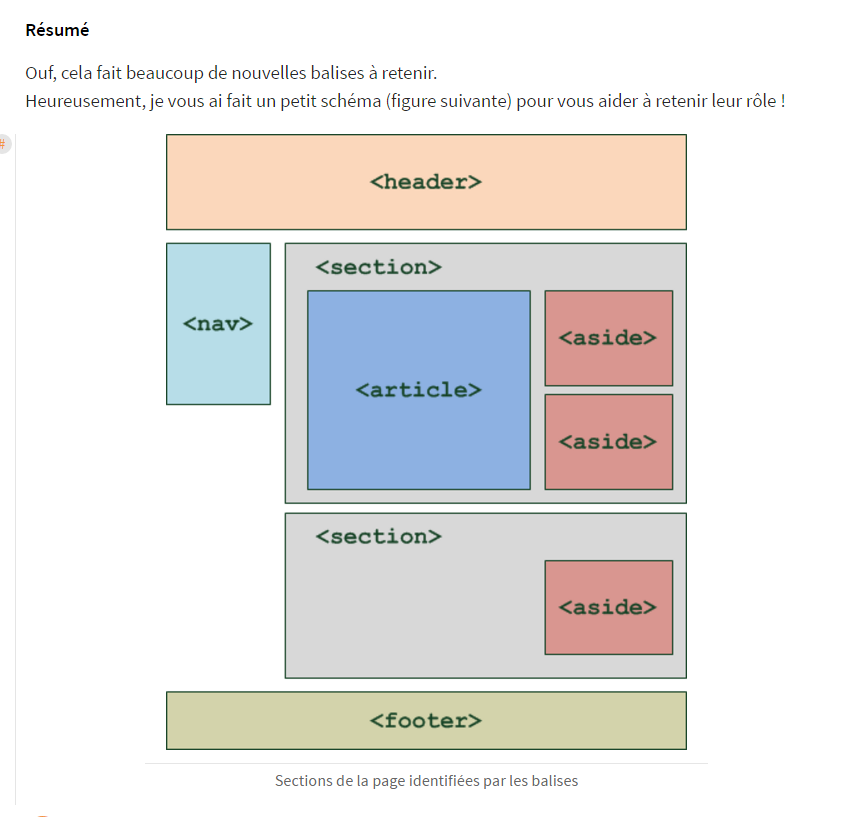 Résumé
Ouf, cela fait beaucoup de nouvelles balises à retenir.
Heureusement, je vous ai fait un petit schéma (figure suivante) pour vous aider à retenir leur rôle !
#
<header>
<nav>
<section>
<article>
<aside>
<aside>
<section>
<aside>
<footer>
Sections de la page identifiées par les balises